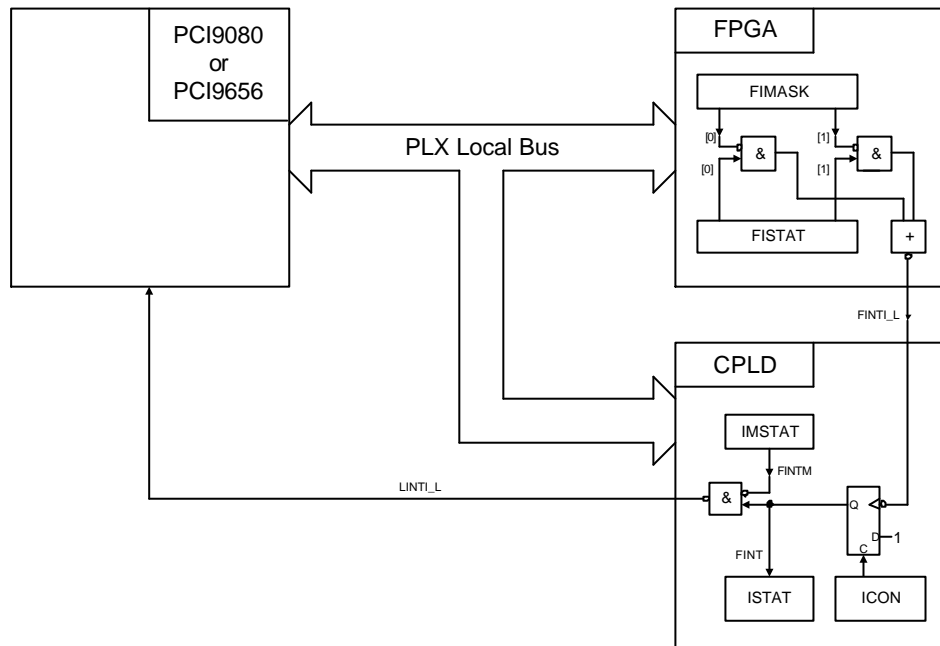 PCI9080
or
PCI9656
FPGA
FIMASK
PLX Local Bus
[0]
[1]
&
&
[0]
[1]
FISTAT
+
FINTI_L
CPLD
IMSTAT
FINTM
LINTI_L
&
Q
D
1
C
FINT
ISTAT
ICON